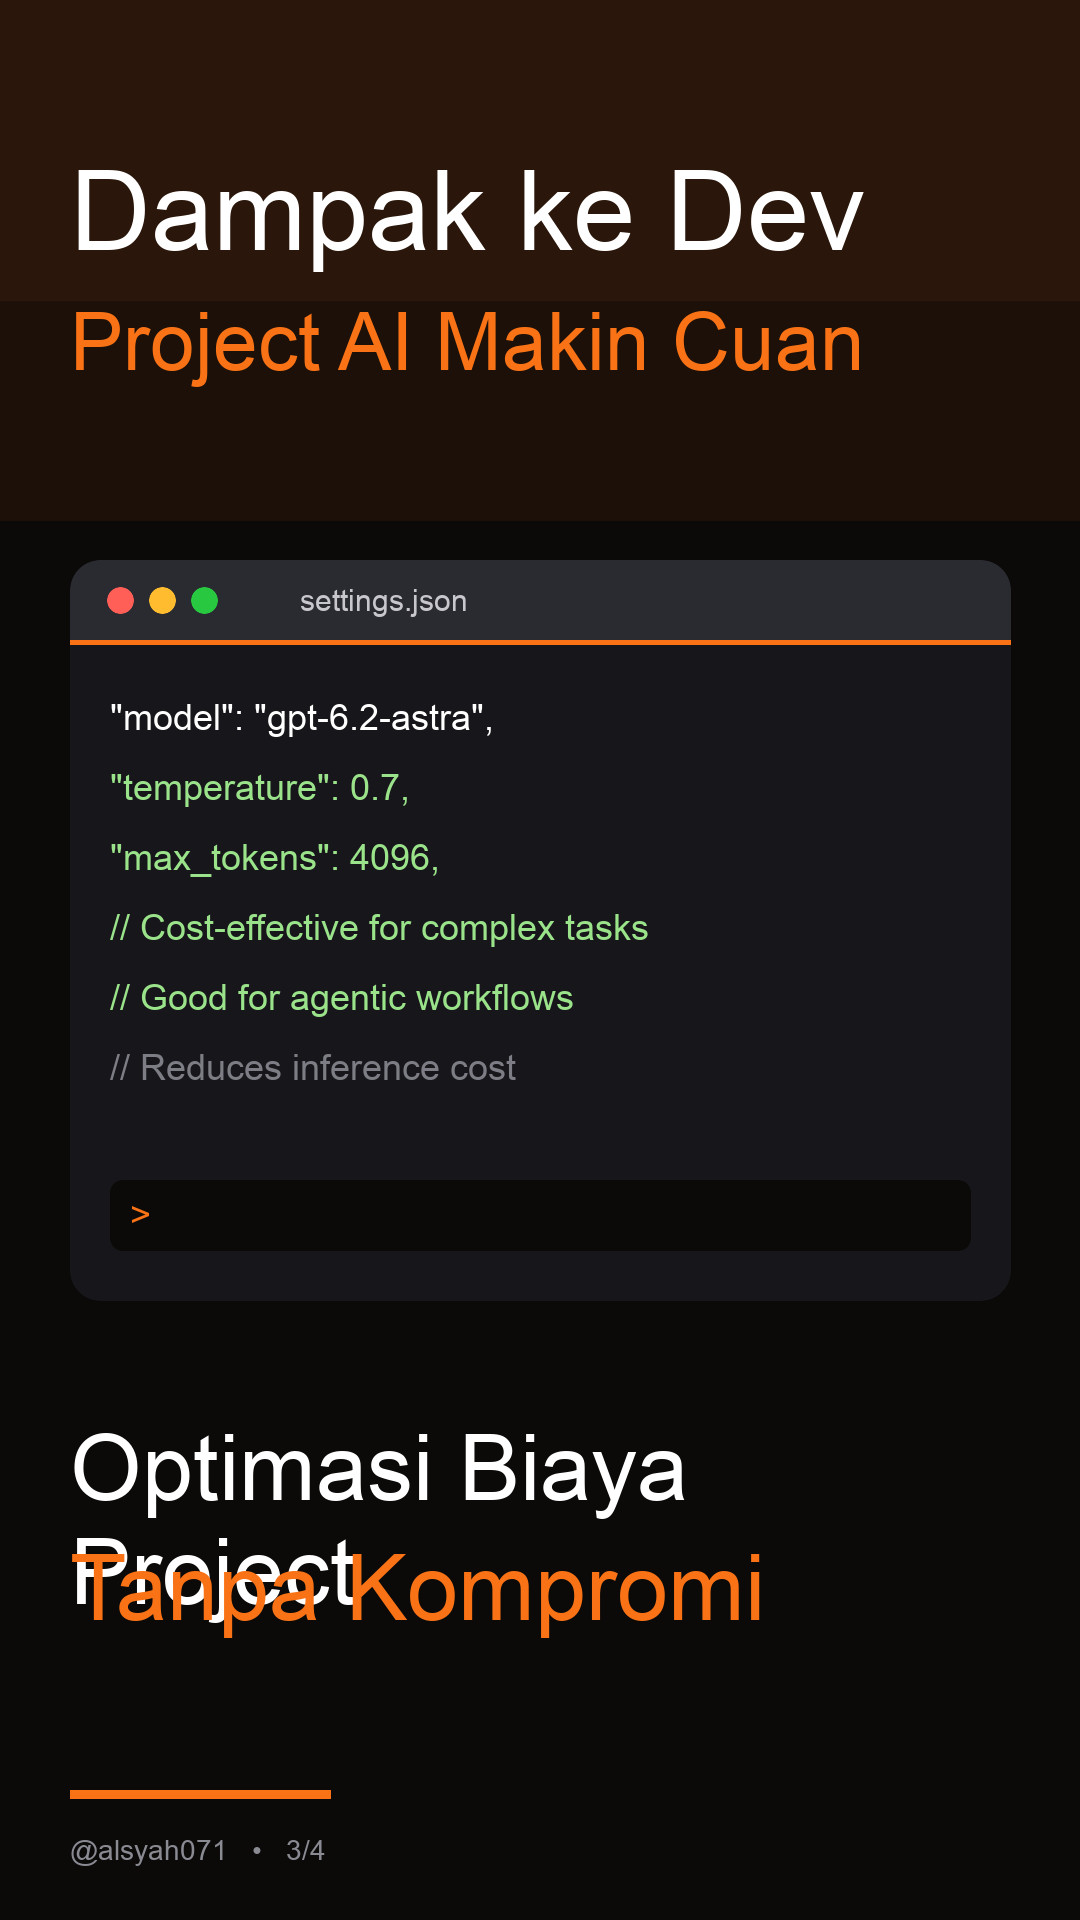 Dampak ke Dev
Project AI Makin Cuan
settings.json
"model": "gpt-6.2-astra",
"temperature": 0.7,
"max_tokens": 4096,
// Cost-effective for complex tasks
// Good for agentic workflows
// Reduces inference cost
>
Optimasi Biaya
Project
Tanpa Kompromi
@alsyah071 • 3/4